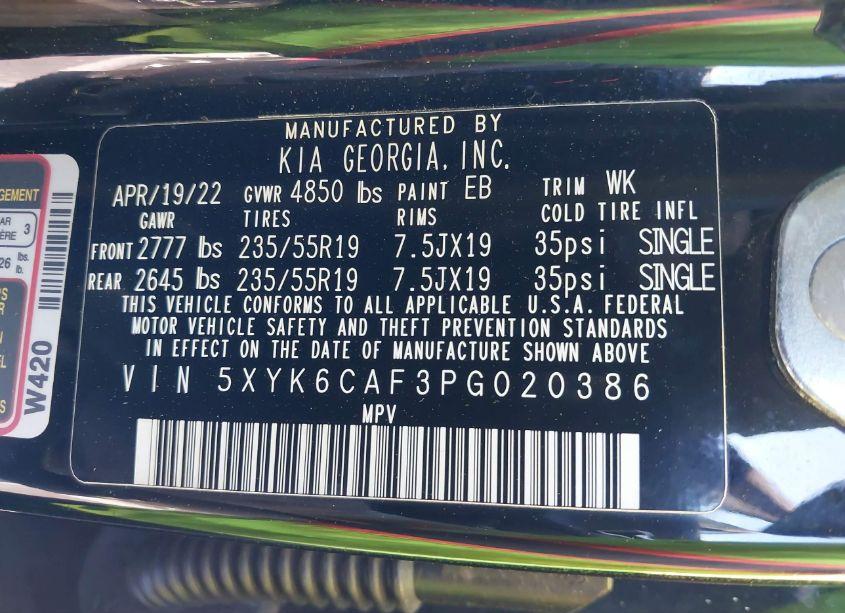 MANUFACTURED BY
KIA GEORGIA, INC.
APR/19/22 GVWR 4850 lbs PAINT EB TRIM WK
GAWR TIRES RIMS COLD TIRE INFL
FRONT 2777 lbs 235/55R19 7.5JX19 35psi SINGLE
REAR 2645 lbs 235/55R19 7.5JX19 35psi SINGLE
THIS VEHICLE CONFORMS TO ALL APPLICABLE U.S.A. FEDERAL
MOTOR VEHICLE SAFETY AND THEFT PREVENTION STANDARDS
IN EFFECT ON THE DATE OF MANUFACTURE SHOWN ABOVE
VIN 5XYK6CAF3PG020386
MPV
W420
3
26
lb.